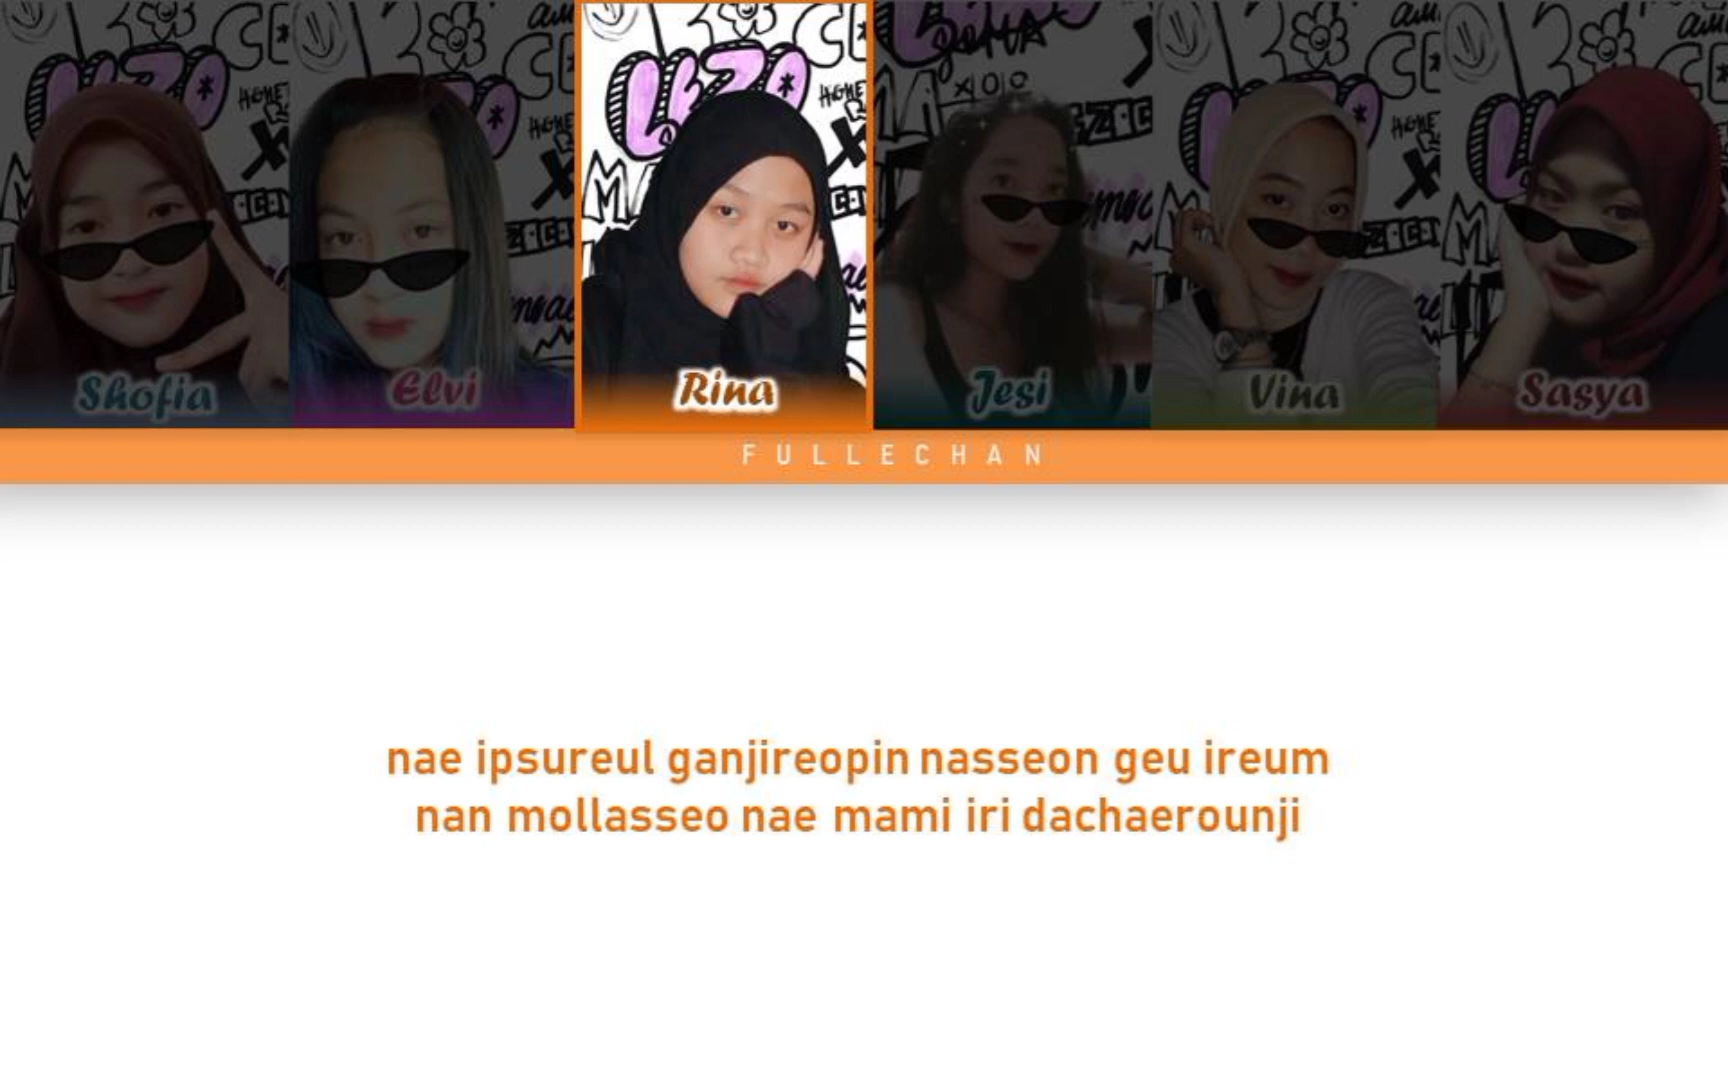 Shofia
Elvi
Rina
Jesi
Vina
Sasya
FULLECHAN
nae ipsureul ganjireopin nasseon geu ireum
nan mollasseo nae mami iri dachaerounji